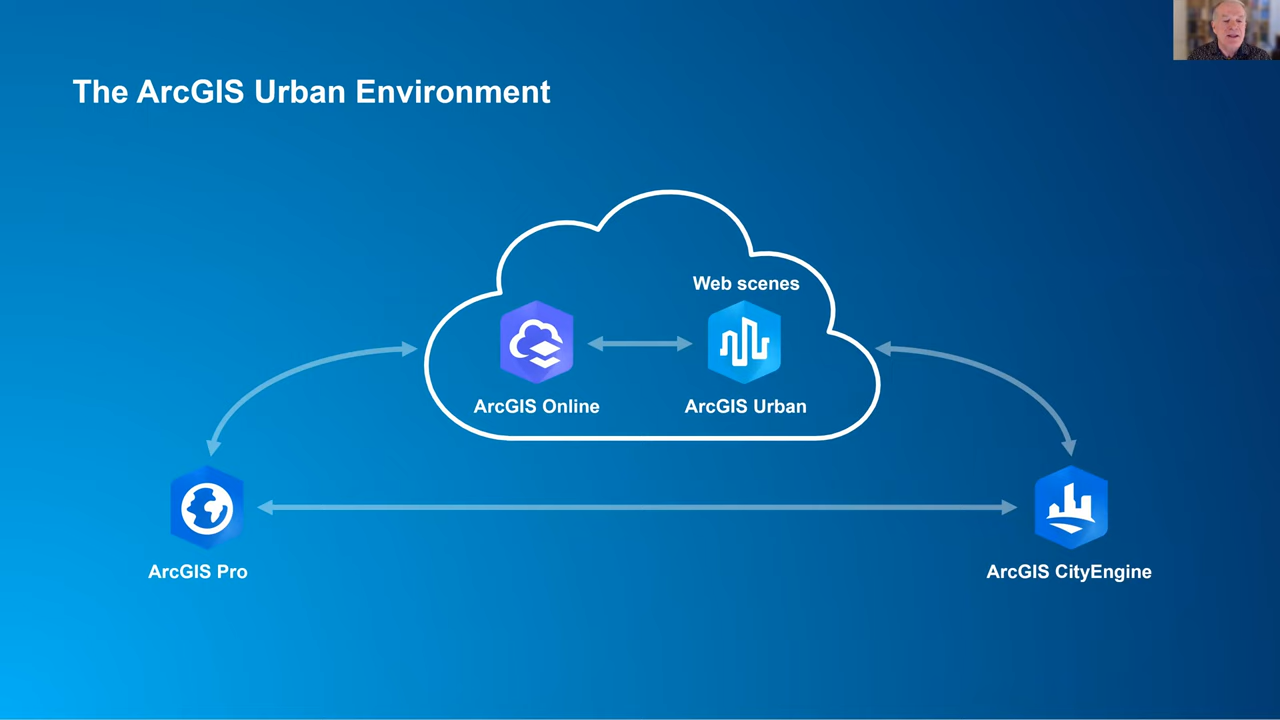 The ArcGIS Urban Environment
Web scenes
ArcGIS Online
ArcGIS Urban
ArcGIS Pro
ArcGIS CityEngine